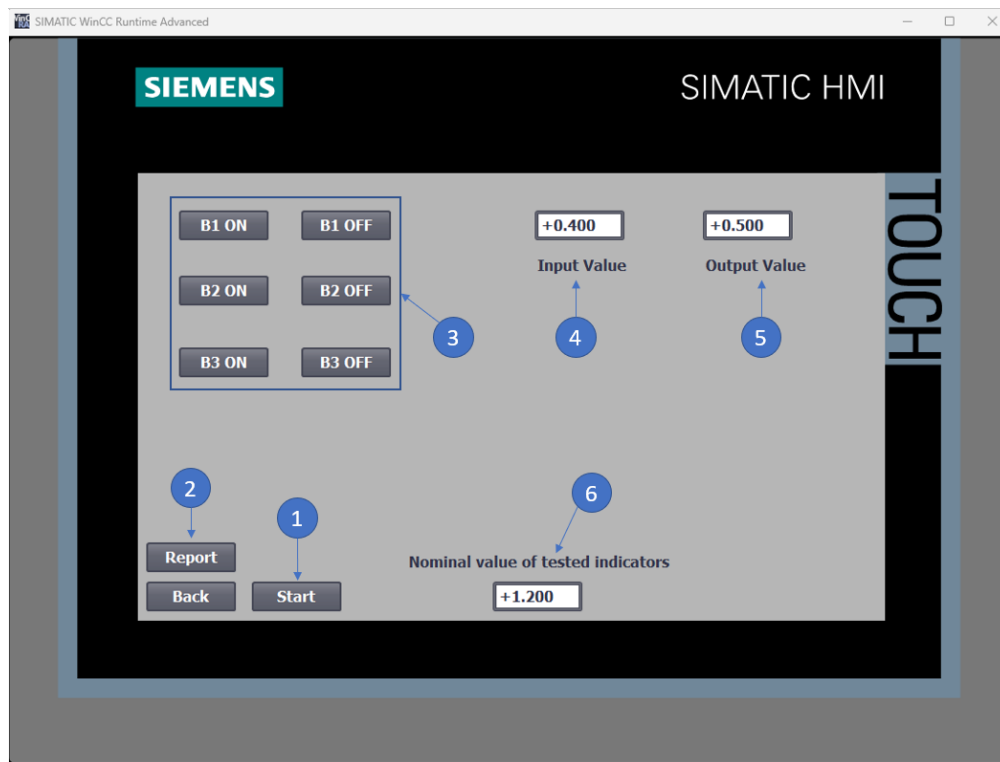 SIMATIC WinCC Runtime Advanced
SIEMENS
SIMATIC HMI
TOUCH
B1 ON
B1 OFF
+0.400
+0.500
Input Value
Output Value
B2 ON
B2 OFF
3
4
5
B3 ON
B3 OFF
2
6
1
Report
Nominal value of tested indicators
Back
Start
+1.200